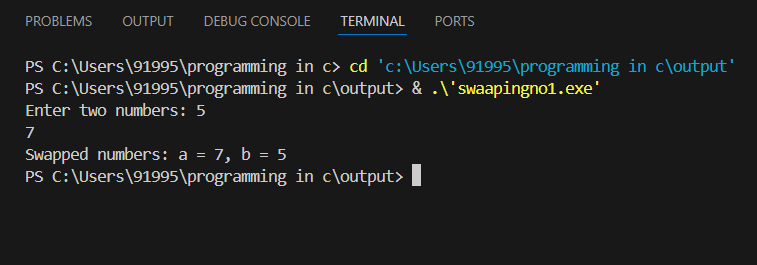 PROBLEMS OUTPUT DEBUG CONSOLE TERMINAL PORTS
PS C:\Users\91995\programming in c> cd 'c:\Users\91995\programming in c\output'
PS C:\Users\91995\programming in c\output> & .\'swaapingno1.exe'
Enter two numbers: 5
7
Swapped numbers: a = 7, b = 5
PS C:\Users\91995\programming in c\output>